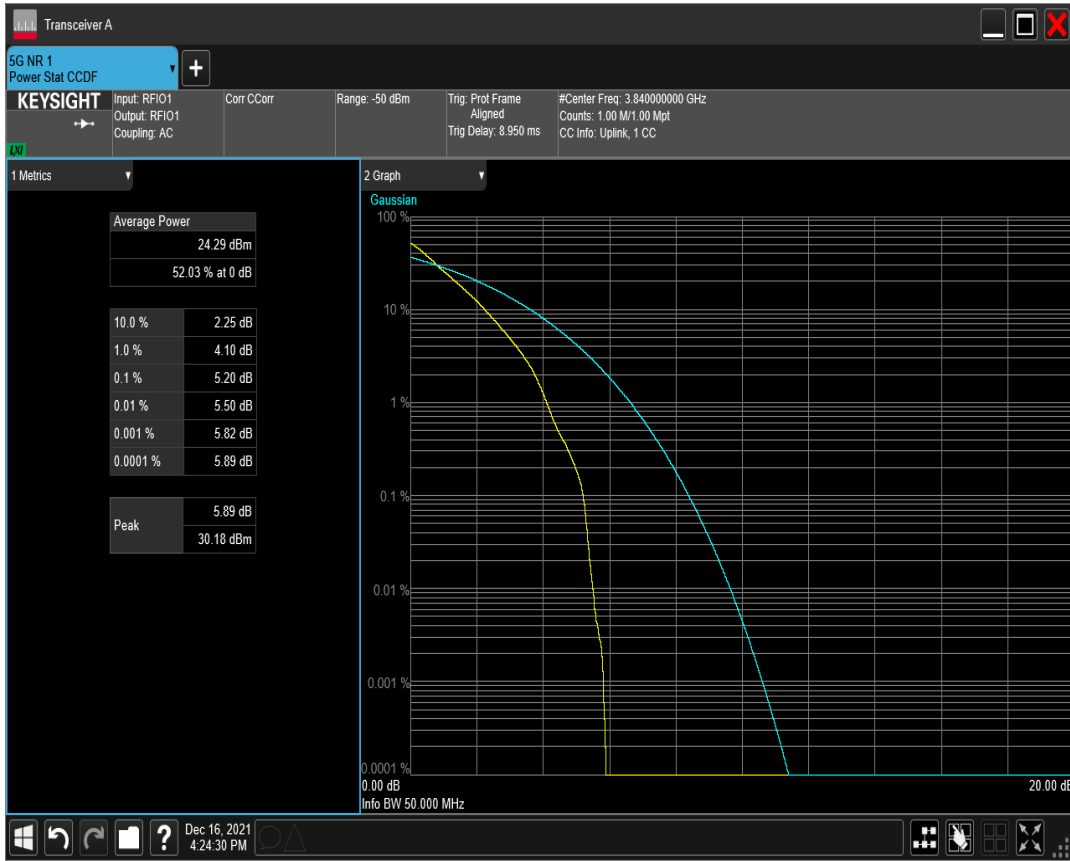 Transceiver A
5G NR 1
Power Stat CCDF
+
KEYSIGHT
LXI
Input: RFIO1
Output: RFIO1
Coupling: AC
Corr CCorr
Range: -50 dBm
Trig: Prot Frame
Aligned
Trig Delay: 8.950 ms
#Center Freq: 3.840000000 GHz
Counts: 1.00 M/1.00 Mpt
CC Info: Uplink, 1 CC
1 Metrics
Average Power
24.29 dBm
52.03 % at 0 dB
10.0 % 2.25 dB
1.0 % 4.10 dB
0.1 % 5.20 dB
0.01 % 5.50 dB
0.001 % 5.82 dB
0.0001 % 5.89 dB
Peak 5.89 dB
30.18 dBm
2 Graph
Gaussian
100 %
10 %
1 %
0.1 %
0.01 %
0.001 %
0.0001 %
0.00 dB 20.00 dB
Info BW 50.000 MHz
?
Dec 16, 2021
4:24:30 PM